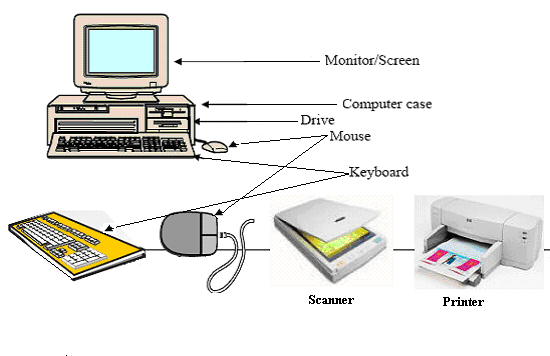 Monitor/Screen
Computer case
Drive
Mouse
Keyboard
Scanner
Printer